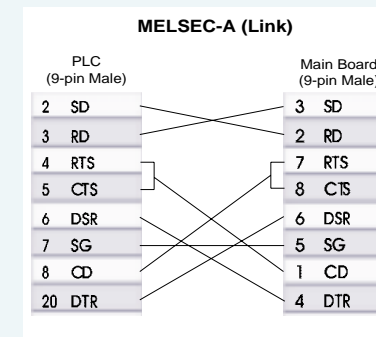 MELSEC-A (Link)
PLC
(9-pin Male)
Main Board
(9-pin Male)
2 SD
3 SD
3 RD
2 RD
4 RTS
7 RTS
5 CTS
8 CTS
6 DSR
6 DSR
7 SG
5 SG
8 CD
1 CD
20 DTR
4 DTR